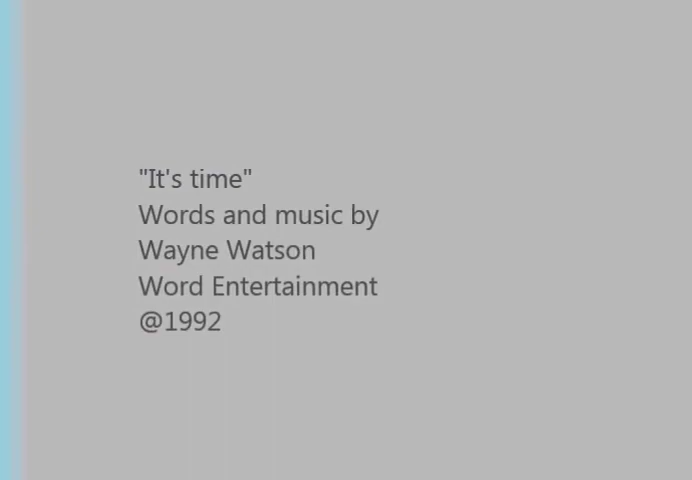 "It's time"
Words and music by
Wayne Watson
Word Entertainment
@1992